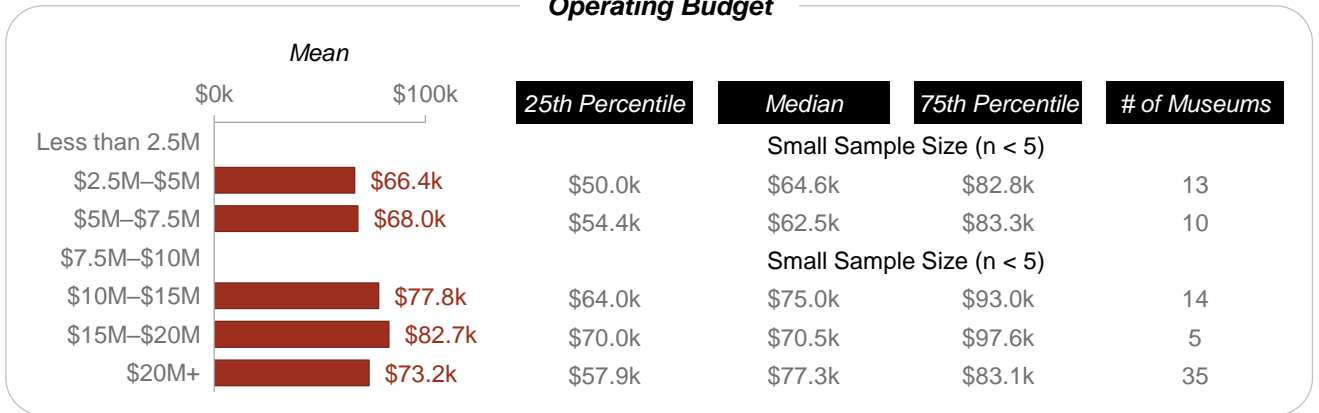 Operating Budget
Mean
$0k $100k 25th Percentile Median 75th Percentile # of Museums
Less than 2.5M Small Sample Size (n < 5)
$2.5M–$5M $66.4k $50.0k $64.6k $82.8k 13
$5M–$7.5M $68.0k $54.4k $62.5k $83.3k 10
$7.5M–$10M Small Sample Size (n < 5)
$10M–$15M $77.8k $64.0k $75.0k $93.0k 14
$15M–$20M $82.7k $70.0k $70.5k $97.6k 5
$20M+ $73.2k $57.9k $77.3k $83.1k 35